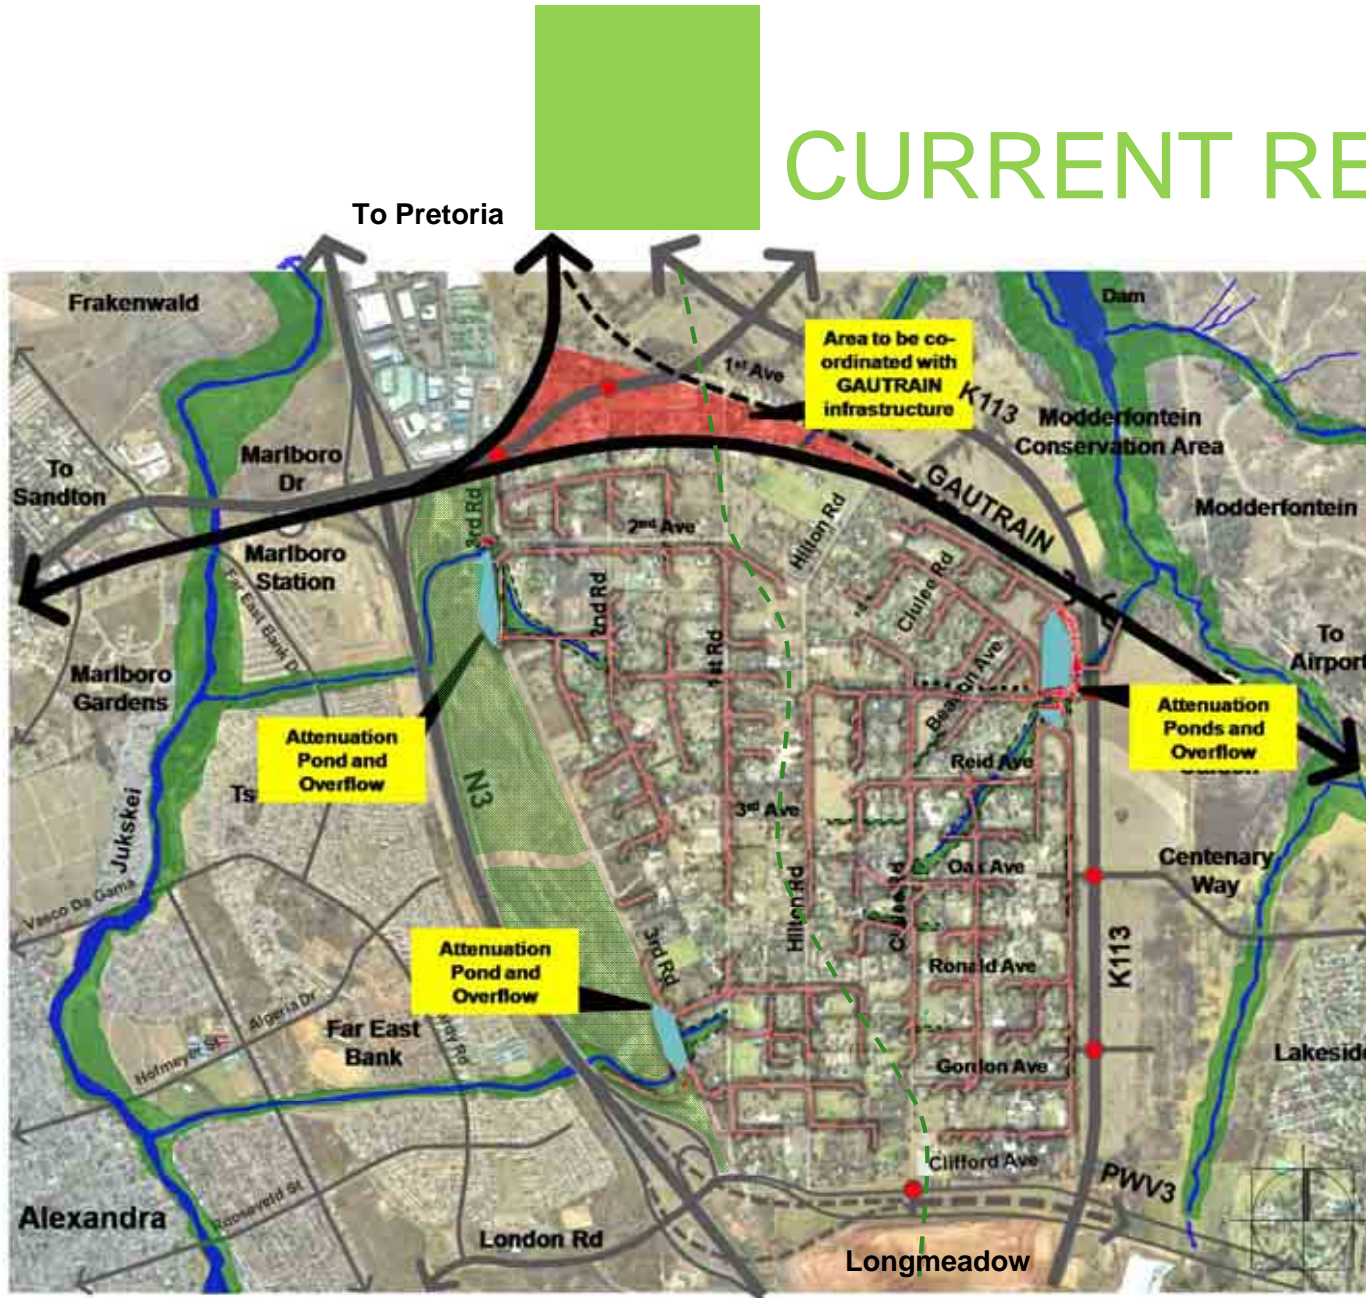 CURRENT RE
To Pretoria
Frakenwald
Dam
Area to be co-
ordinated with
GAUTRAIN
infrastructure
1st Ave
K113
Modderfontein
Conservation Area
To
Sandton
Marlboro
Dr
GAUTRAIN
Modderfontein
3rd Rd
2nd Ave
Hilton Rd
Marlboro
Station
Far East Bank Dr
Clulee Rd
2nd Rd
1st Rd
To
Airport
Marlboro
Gardens
Beacon Ave
Attenuation
Pond and
Overflow
Attenuation
Ponds and
Overflow
Reid Ave
N3
Ts
3rd Ave
Jukskei
Oak Ave
Centenary
Way
Vasco Da Gama
Hilton Rd
Clulee Rd
3rd Rd
Attenuation
Pond and
Overflow
K113
Ronald Ave
Algeria Dr
Far East
Bank
Hofmeyer St
Rd
Lakeside
Gordon Ave
Clifford Ave
PWV3
Rooseveld St
Alexandra
London Rd
Longmeadow